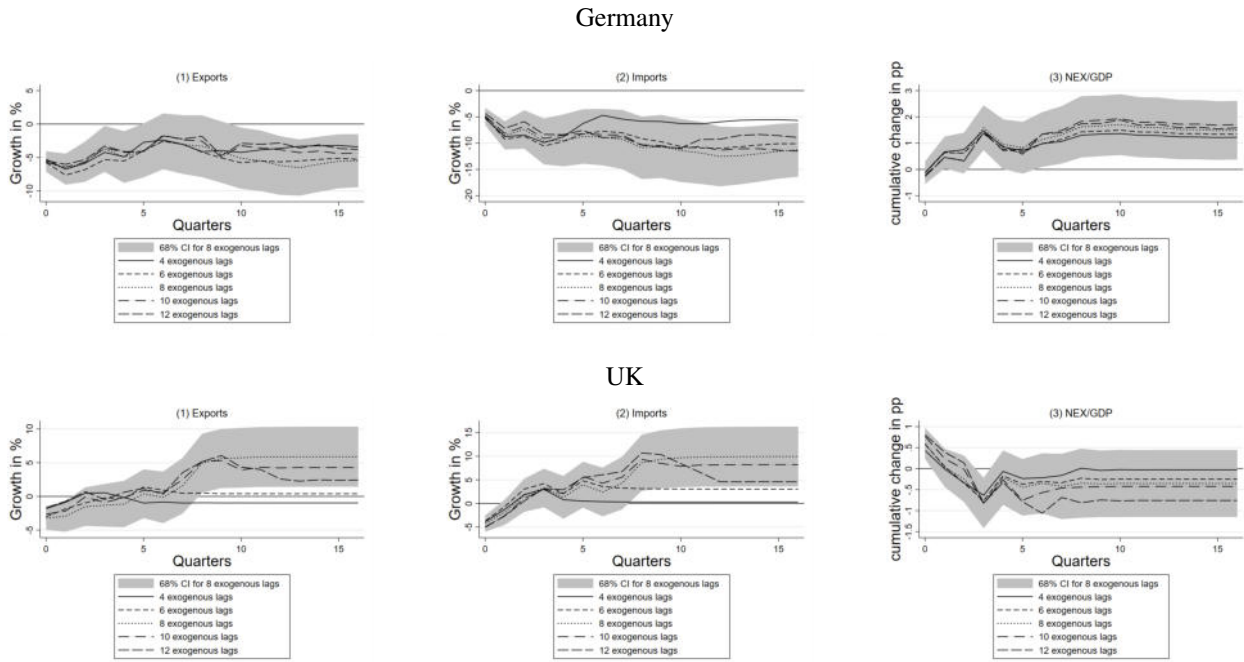 Germany
(1) Exports
Growth in %
5
0
-5
-10
0 5 10 15
Quarters
68% CI for 8 exogenous lags
4 exogenous lags
6 exogenous lags
8 exogenous lags
10 exogenous lags
12 exogenous lags
(2) Imports
Growth in %
0
-5
-10
-15
-20
0 5 10 15
Quarters
68% CI for 8 exogenous lags
4 exogenous lags
6 exogenous lags
8 exogenous lags
10 exogenous lags
12 exogenous lags
(3) NEX/GDP
cumulative change in pp
3
2
1
0
-1
0 5 10 15
Quarters
68% CI for 8 exogenous lags
4 exogenous lags
6 exogenous lags
8 exogenous lags
10 exogenous lags
12 exogenous lags
UK
(1) Exports
Growth in %
10
5
0
-5
0 5 10 15
Quarters
68% CI for 8 exogenous lags
4 exogenous lags
6 exogenous lags
8 exogenous lags
10 exogenous lags
12 exogenous lags
(2) Imports
Growth in %
15
10
5
0
-5
0 5 10 15
Quarters
68% CI for 8 exogenous lags
4 exogenous lags
6 exogenous lags
8 exogenous lags
10 exogenous lags
12 exogenous lags
(3) NEX/GDP
cumulative change in pp
1
.5
0
-.5
-1
-1.5
0 5 10 15
Quarters
68% CI for 8 exogenous lags
4 exogenous lags
6 exogenous lags
8 exogenous lags
10 exogenous lags
12 exogenous lags